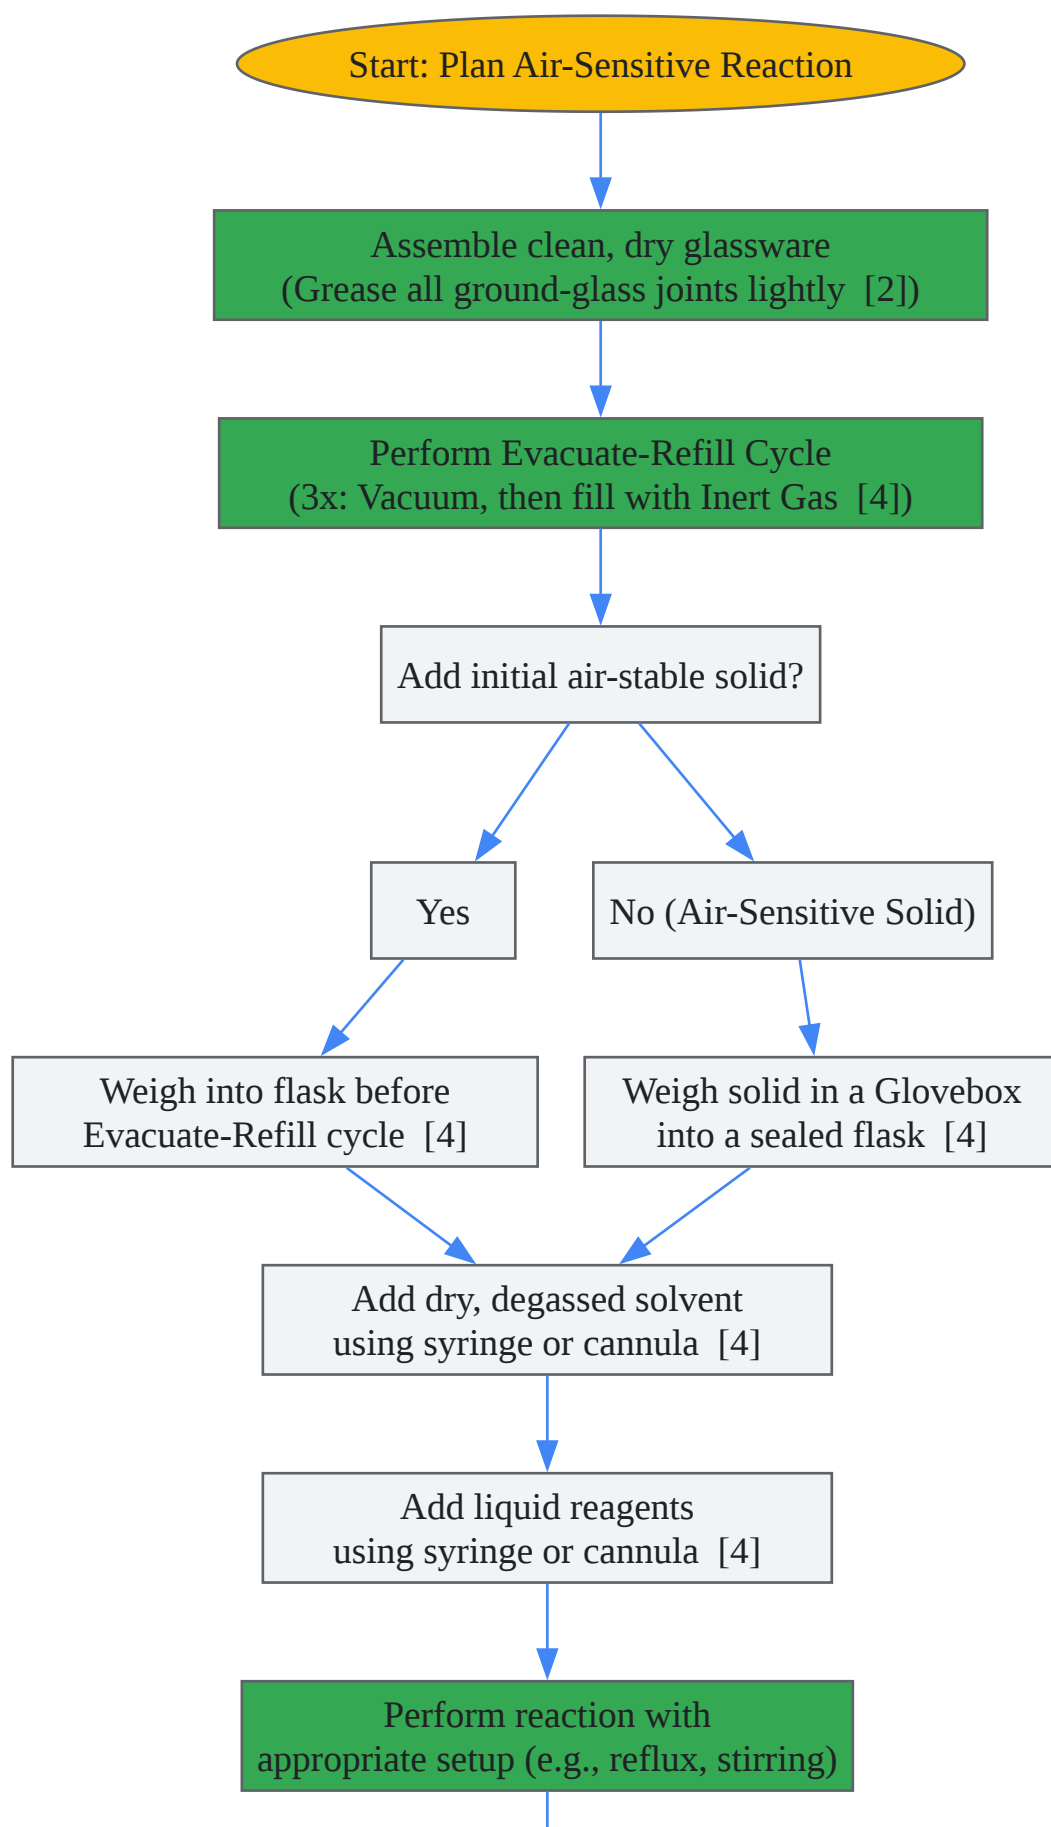 Start: Plan Air-Sensitive Reaction
Assemble clean, dry glassware
(Grease all ground-glass joints lightly  [2])
Perform Evacuate-Refill Cycle
(3x: Vacuum, then fill with Inert Gas  [4])
Add initial air-stable solid?
Yes
No (Air-Sensitive Solid)
Weigh into flask before
Evacuate-Refill cycle  [4]
Weigh solid in a Glovebox
into a sealed flask  [4]
Add dry, degassed solvent
using syringe or cannula  [4]
Add liquid reagents
using syringe or cannula  [4]
Perform reaction with
appropriate setup (e.g., reflux, stirring)